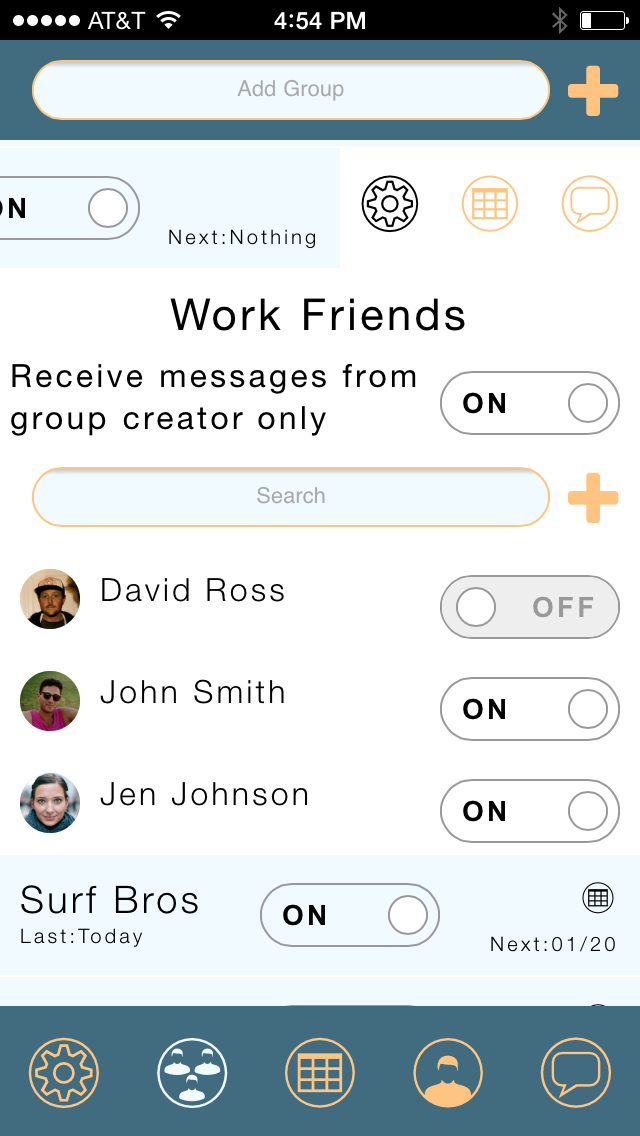 AT&T 4:54 PM
Add Group
ON
Next:Nothing
Work Friends
Receive messages from
group creator only
ON
Search
David Ross
OFF
John Smith
ON
Jen Johnson
ON
Surf Bros
ON
Last:Today
Next:01/20